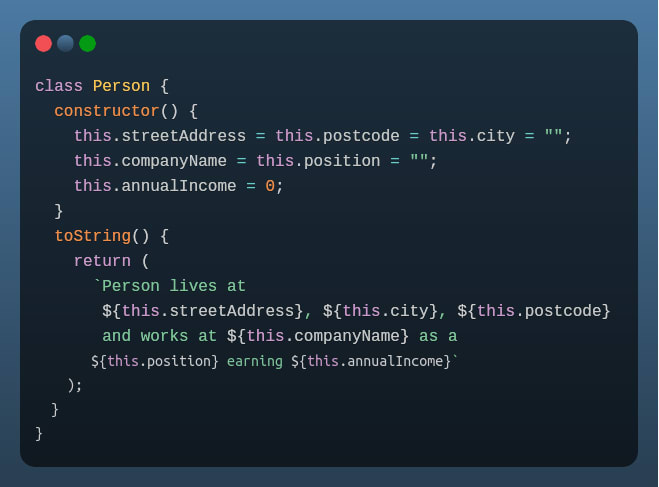 class Person {
  constructor() {
    this.streetAddress = this.postcode = this.city = "";
    this.companyName = this.position = "";
    this.annualIncome = 0;
  }
  toString() {
    return (
      `Person lives at
       ${this.streetAddress}, ${this.city}, ${this.postcode}
       and works at ${this.companyName} as a
       ${this.position} earning ${this.annualIncome}`
    );
  }
}